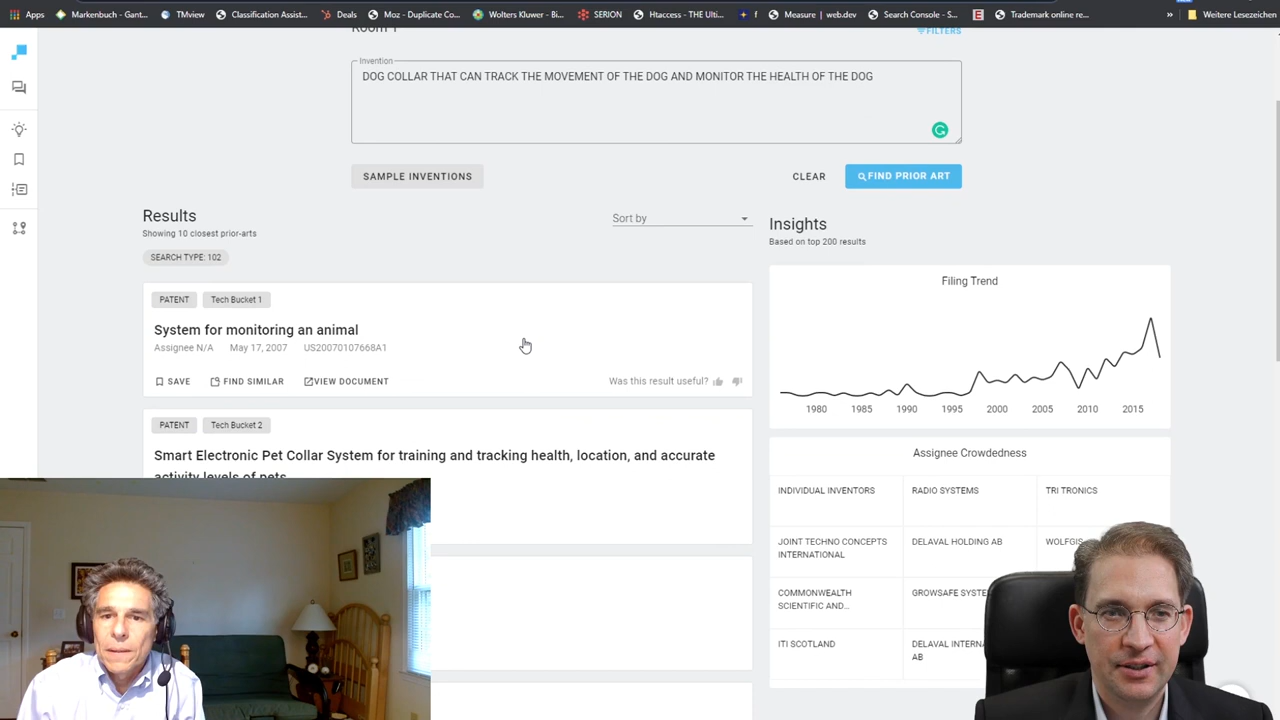 Apps
Markenbuch - Gant...
TMview
Classification Assist...
Deals
Moz - Duplicate Co...
Wolters Kluwer - Bi...
SERION
Htaccess - THE Ulti...
f
Measure | web.dev
Search Console - S...
Trademark online re...
»
Weitere Lesezeichen
Room 1
FILTERS
Invention
DOG COLLAR THAT CAN TRACK THE MOVEMENT OF THE DOG AND MONITOR THE HEALTH OF THE DOG
SAMPLE INVENTIONS
CLEAR
FIND PRIOR ART
Results
Showing 10 closest prior-arts
Sort by
SEARCH TYPE: 102
PATENT
Tech Bucket 1
System for monitoring an animal
Assignee N/A May 17, 2007 US20070107668A1
SAVE
FIND SIMILAR
VIEW DOCUMENT
Was this result useful?
PATENT
Tech Bucket 2
Smart Electronic Pet Collar System for training and tracking health, location, and accurate
activity levels of pets
Insights
Based on top 200 results
Filing Trend
1980 1985 1990 1995 2000 2005 2010 2015
Assignee Crowdedness
INDIVIDUAL INVENTORS
RADIO SYSTEMS
TRI TRONICS
JOINT TECHNO CONCEPTS
INTERNATIONAL
DELAVAL HOLDING AB
COMMONWEALTH
SCIENTIFIC AND...
ITI SCOTLAND
AB